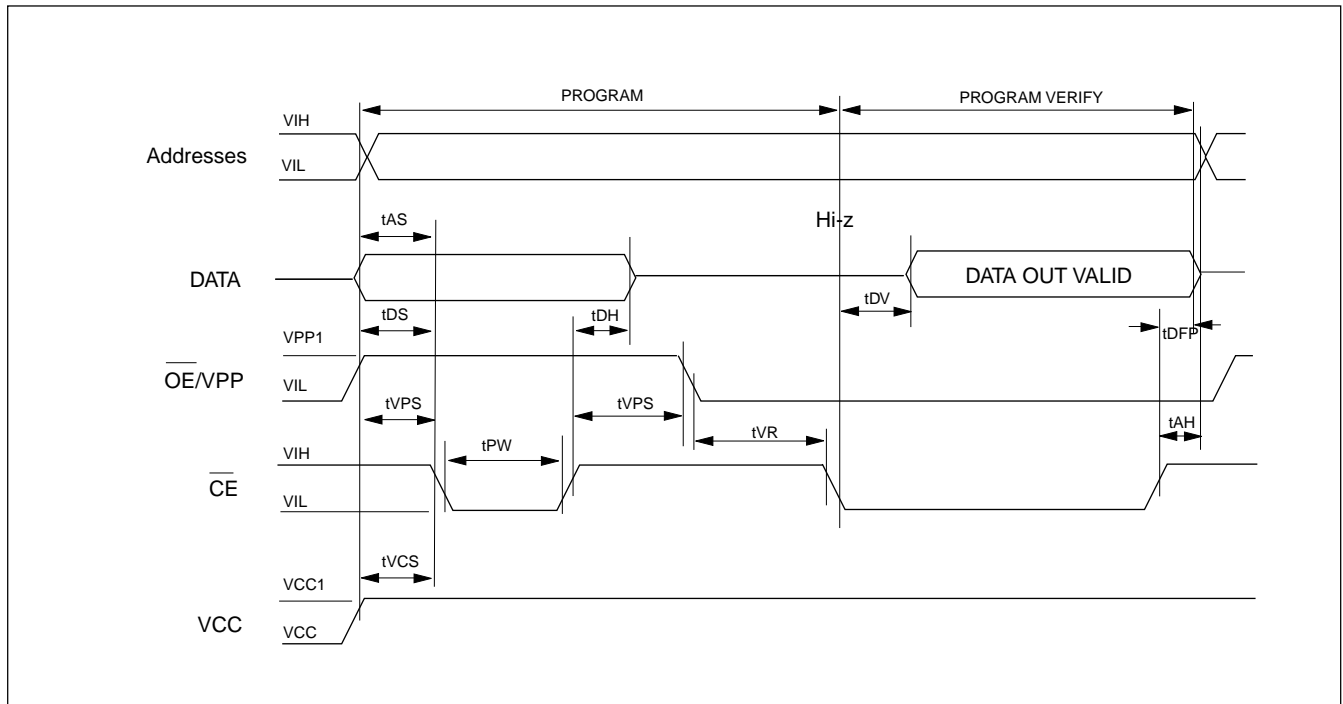 PROGRAM
PROGRAM VERIFY
VIH
Addresses
VIL
tAS
Hi-z
DATA
DATA OUT VALID
tDS
tDH
tDV
tDFP
VPP1
OE/VPP
VIL
tVPS
tVPS
tVR
tAH
tPW
VIH
CE
VIL
tVCS
VCC1
VCC
VCC